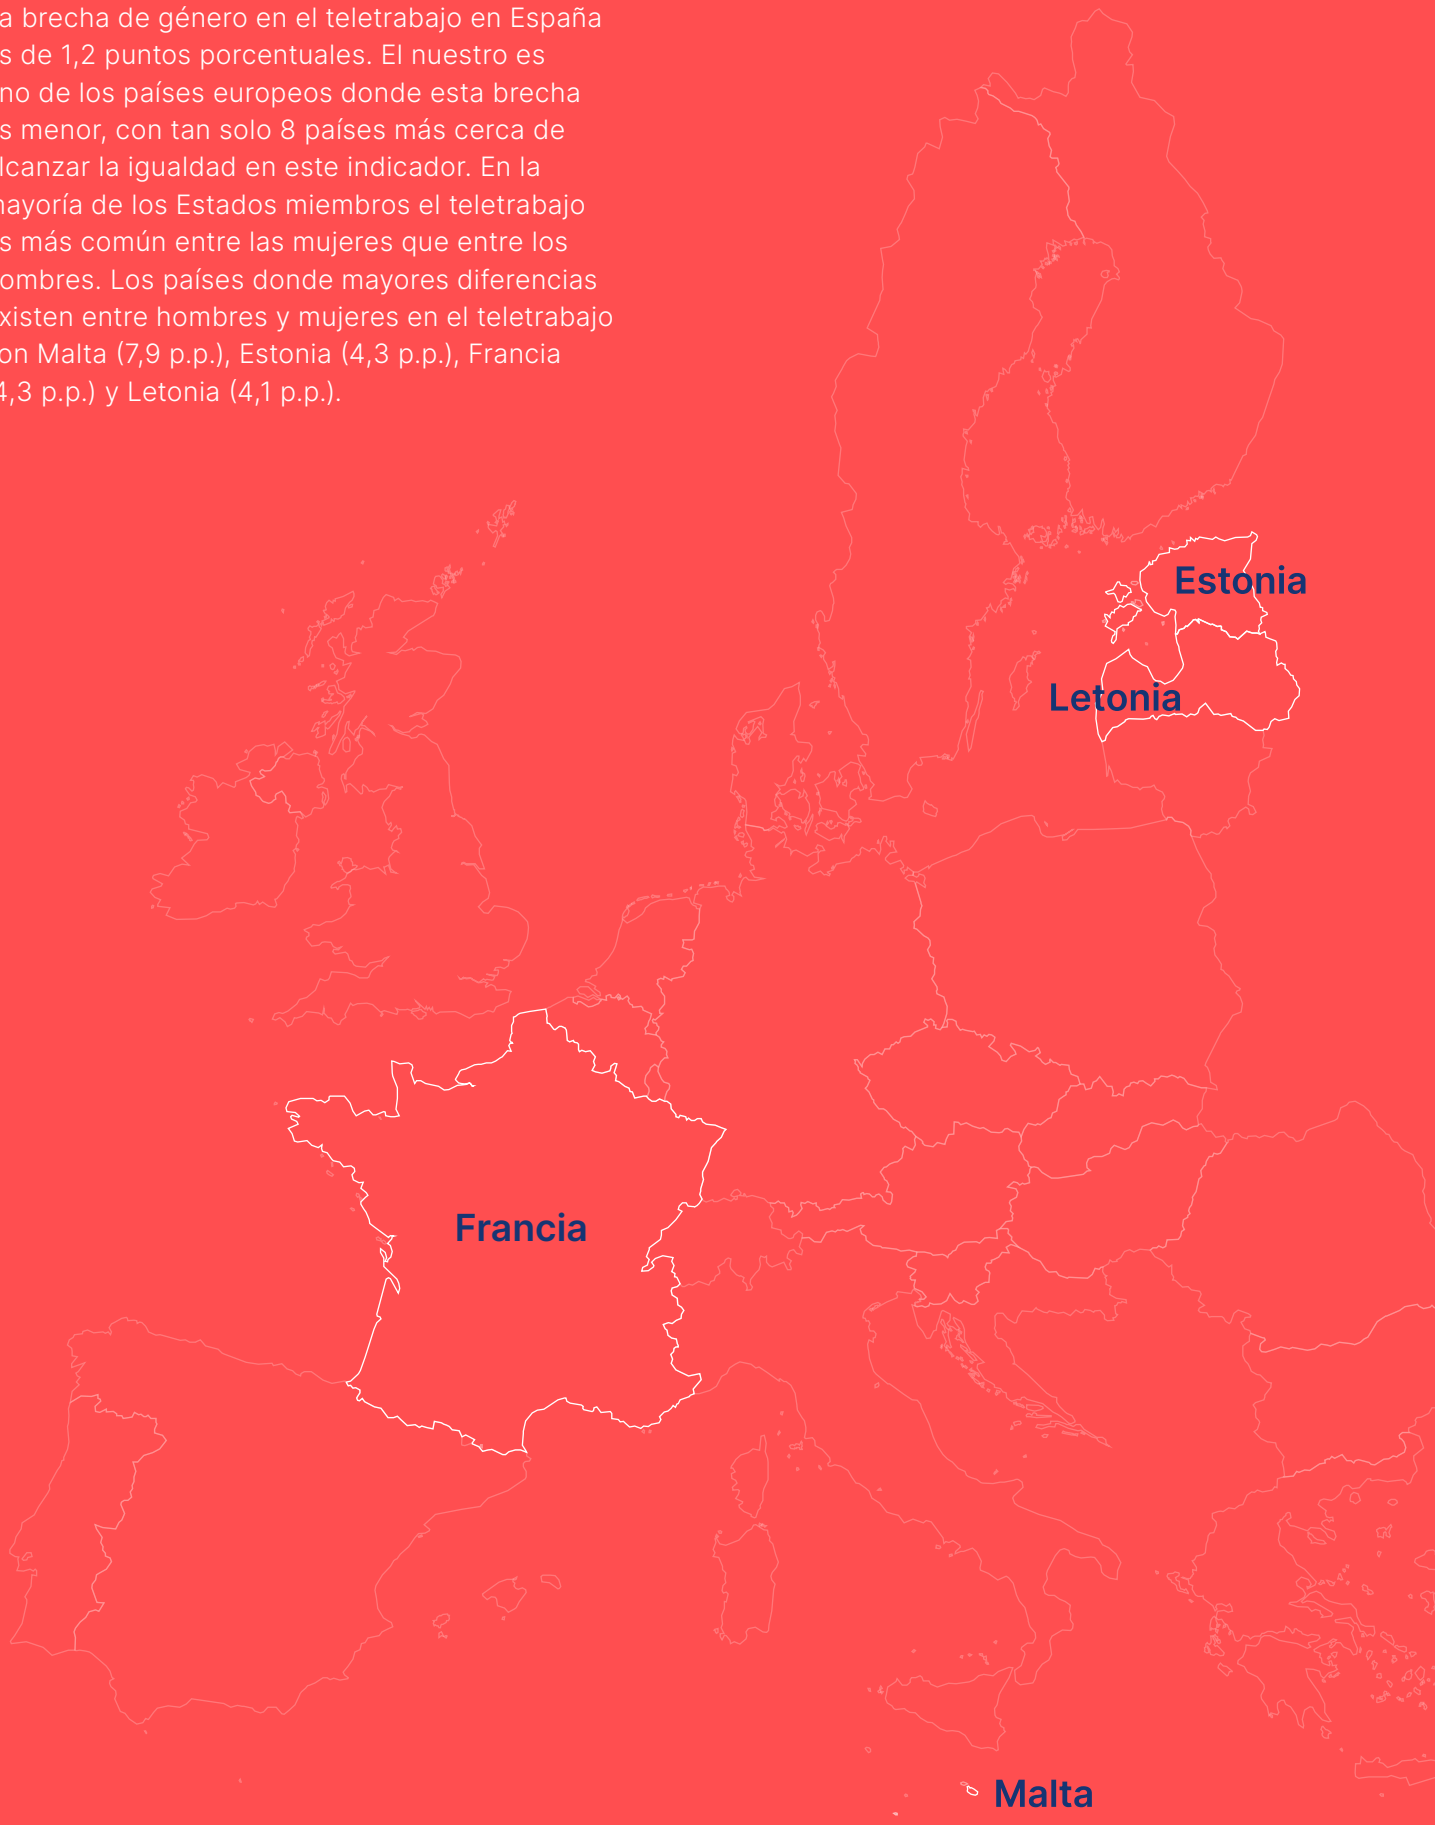 a brecha de género en el teletrabajo en España
s de 1,2 puntos porcentuales. El nuestro es
no de los países europeos donde esta brecha
s menor, con tan solo 8 países más cerca de
lcanzar la igualdad en este indicador. En la
ayoría de los Estados miembros el teletrabajo
s más común entre las mujeres que entre los
ombres. Los países donde mayores diferencias
xisten entre hombres y mujeres en el teletrabajo
on Malta (7,9 p.p.), Estonia (4,3 p.p.), Francia
4,3 p.p.) y Letonia (4,1 p.p.).
Estonia
Letonia
Francia
Malta